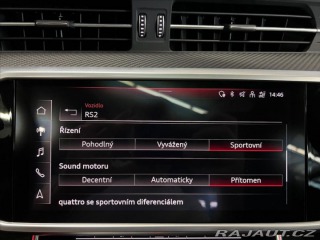 14:46
Vozidlo
RS2
Řízení
Pohodlný Vyvážený Sportovní
Sound motoru
Decentní Automaticky Přítomen
quattro se sportovním diferenciálem
RAJAUT.CZ